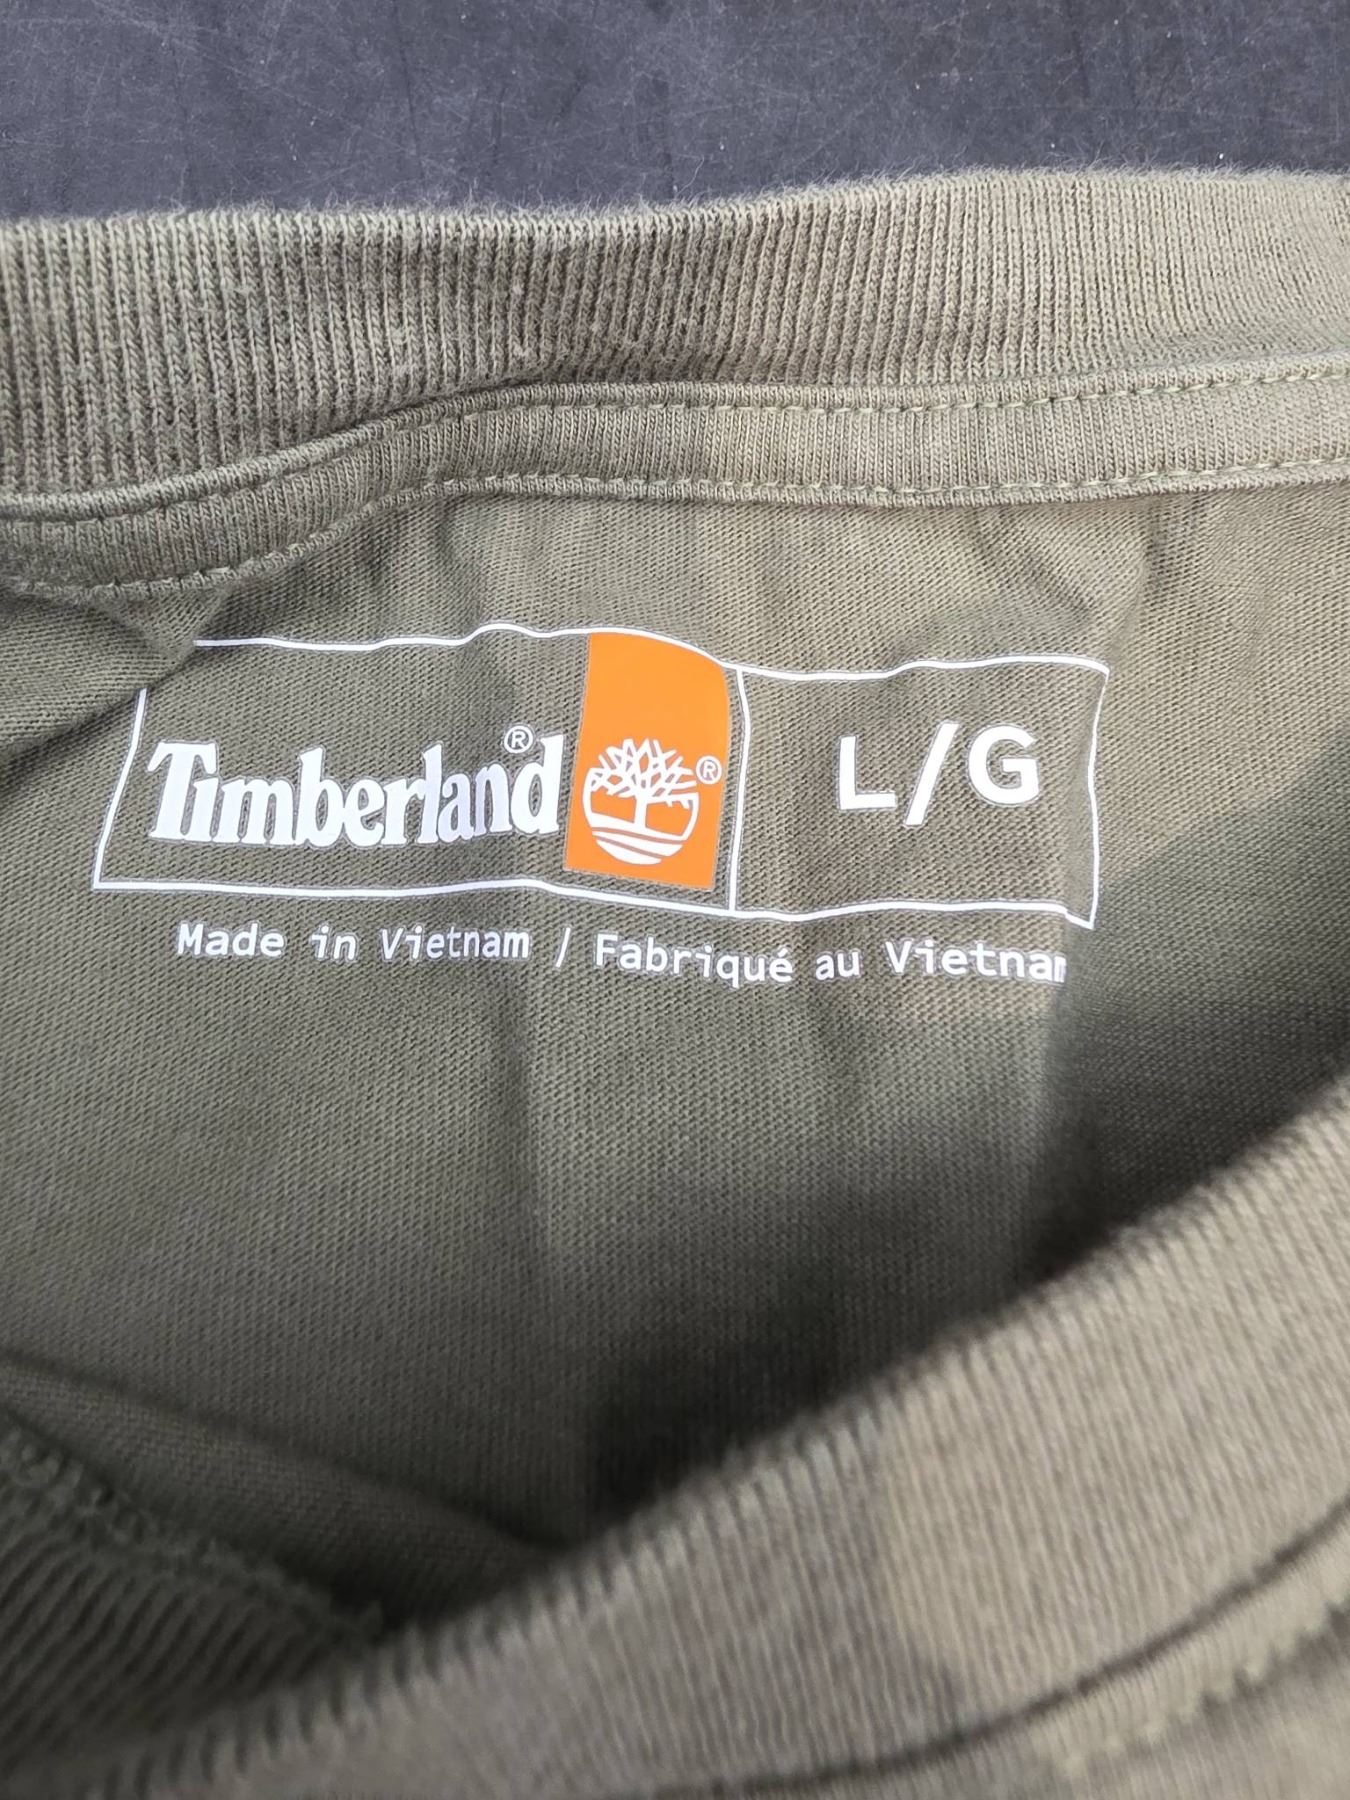 Timberland® ® L/G
Made in Vietnam / Fabriqué au Vietnam